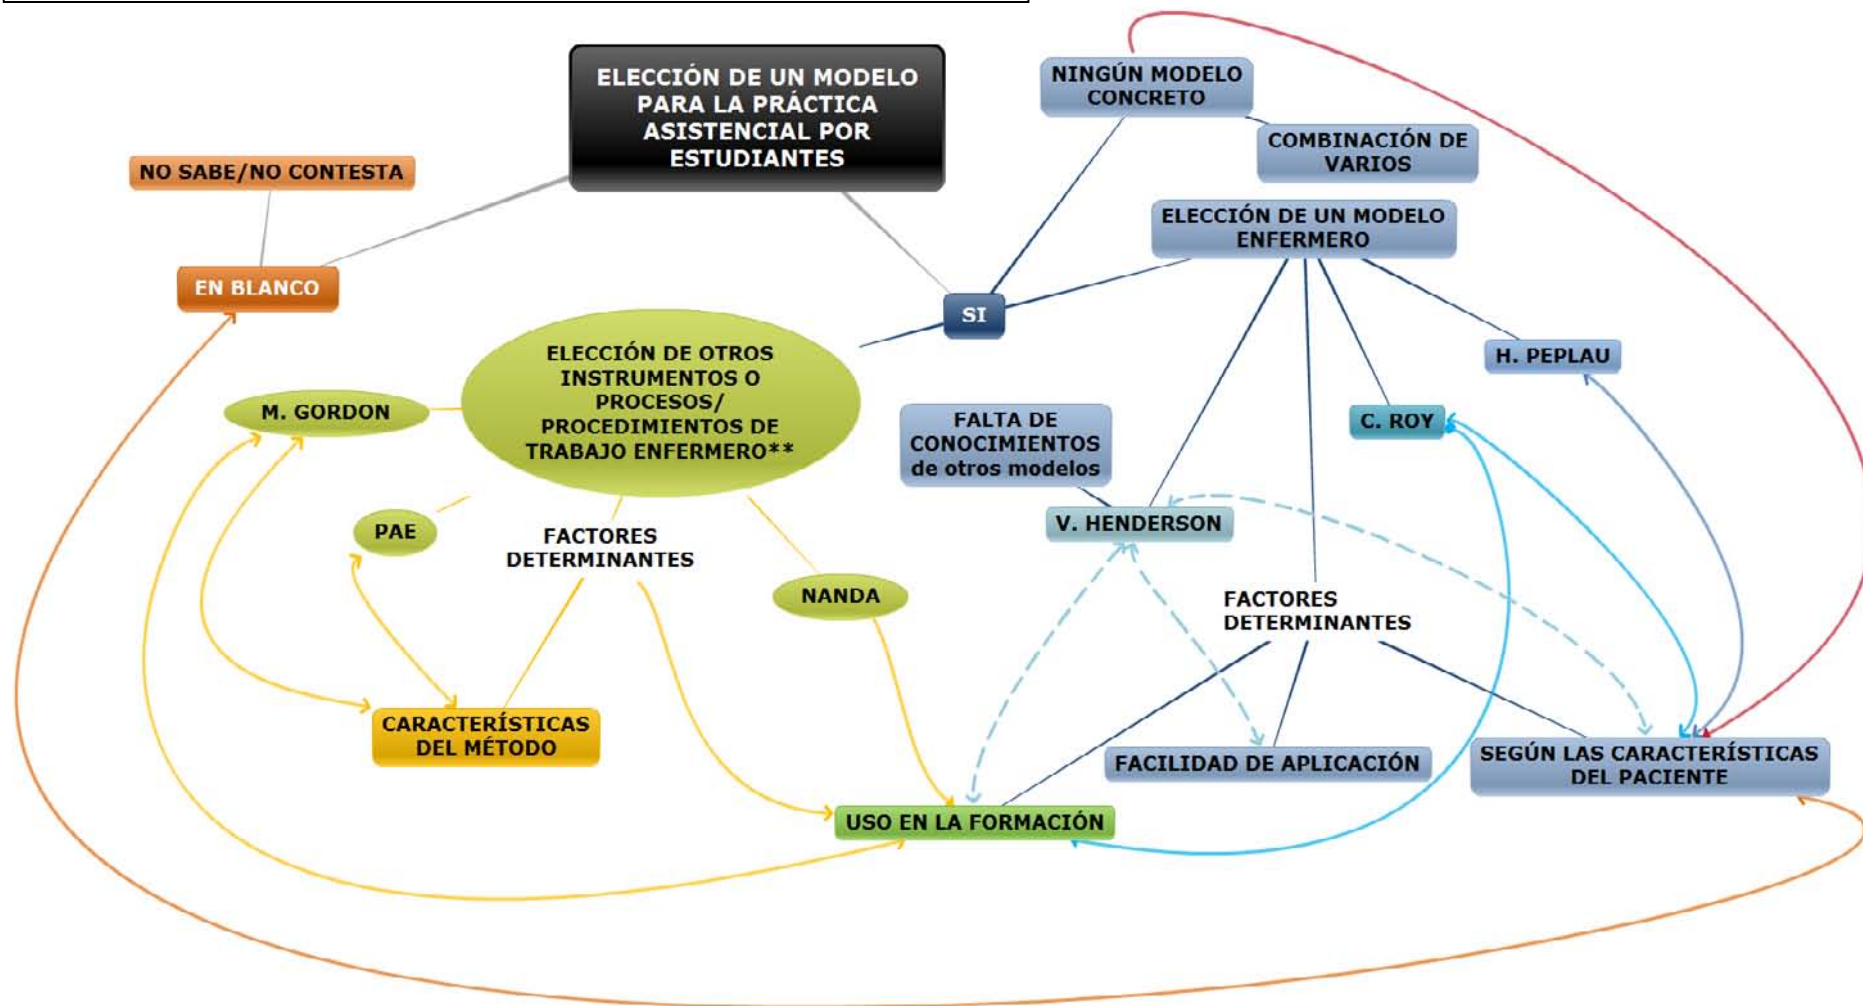 ELECCIÓN DE UN MODELO
PARA LA PRÁCTICA
ASISTENCIAL POR
ESTUDIANTES
NINGÚN MODELO
CONCRETO
COMBINACIÓN DE
VARIOS
NO SABE/NO CONTESTA
ELECCIÓN DE UN MODELO
ENFERMERO
EN BLANCO
SI
ELECCIÓN DE OTROS
INSTRUMENTOS O
PROCESOS/
PROCEDIMIENTOS DE
TRABAJO ENFERMERO**
H. PEPLAU
M. GORDON
C. ROY
FALTA DE
CONOCIMIENTOS
de otros modelos
V. HENDERSON
PAE
FACTORES
DETERMINANTES
NANDA
FACTORES
DETERMINANTES
CARACTERÍSTICAS
DEL MÉTODO
FACILIDAD DE APLICACIÓN
SEGÚN LAS CARACTERÍSTICAS
DEL PACIENTE
USO EN LA FORMACIÓN